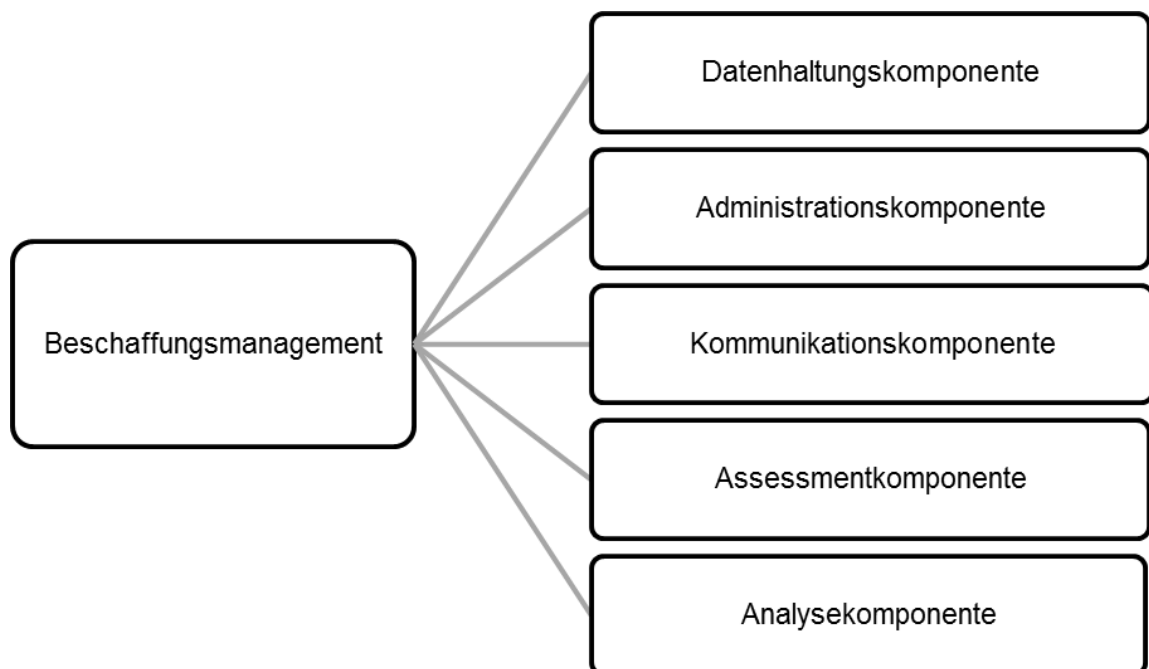 Datenhaltungskomponente
Administrationskomponente
Beschaffungsmanagement
Kommunikationskomponente
Assessmentkomponente
Analysekomponente